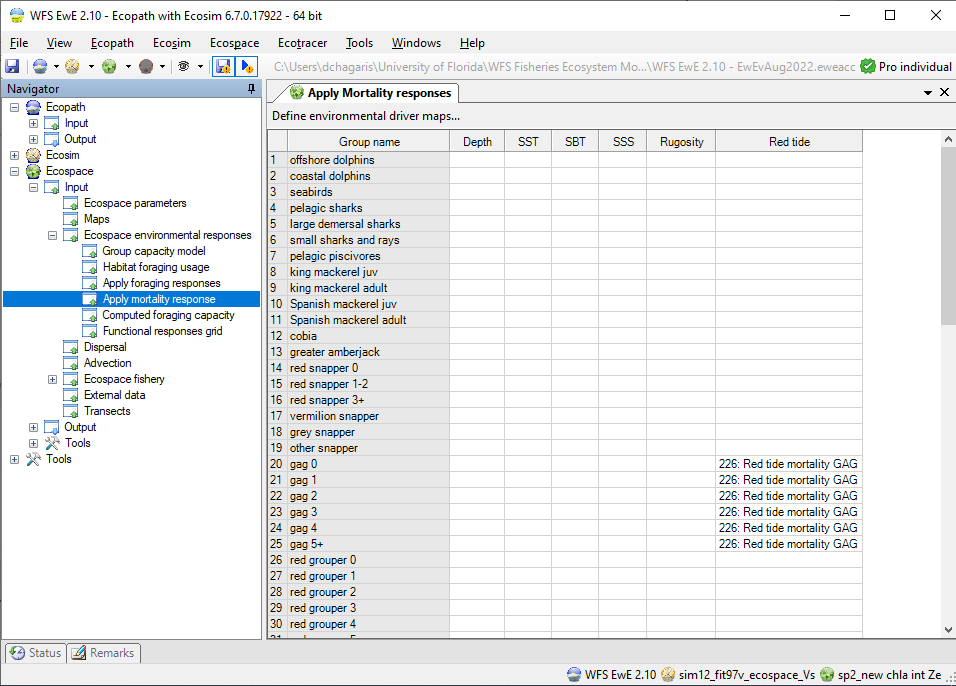 WFS EwE 2.10 - Ecopath with Ecosim 6.7.0.17922 - 64 bit
File View Ecopath Ecosim Ecospace Ecotracer Tools Windows Help
C:\Users\dchagaris\University of Florida\WFS Fisheries Ecosystem Mo...\WFS EwE 2.10 - EwEvAug2022.eweacc Pro individual
Navigator
Ecopath
Input
Output
Ecosim
Ecospace
Input
Ecospace parameters
Maps
Ecospace environmental responses
Group capacity model
Habitat foraging usage
Apply foraging responses
Apply mortality response
Computed foraging capacity
Functional responses grid
Dispersal
Advection
Ecospace fishery
External data
Transects
Output
Tools
Tools
Apply Mortality responses
Define environmental driver maps...
Group name Depth SST SBT SSS Rugosity Red tide
1 offshore dolphins
2 coastal dolphins
3 seabirds
4 pelagic sharks
5 large demersal sharks
6 small sharks and rays
7 pelagic piscivores
8 king mackerel juv
9 king mackerel adult
10 Spanish mackerel juv
11 Spanish mackerel adult
12 cobia
13 greater amberjack
14 red snapper 0
15 red snapper 1-2
16 red snapper 3+
17 vermilion snapper
18 grey snapper
19 other snapper
20 gag 0 226: Red tide mortality GAG
21 gag 1 226: Red tide mortality GAG
22 gag 2 226: Red tide mortality GAG
23 gag 3 226: Red tide mortality GAG
24 gag 4 226: Red tide mortality GAG
25 gag 5+ 226: Red tide mortality GAG
26 red grouper 0
27 red grouper 1
28 red grouper 2
29 red grouper 3
30 red grouper 4
Status Remarks
WFS EwE 2.10 sim12_fit97v_ecospace_Vs sp2_new chla int Ze